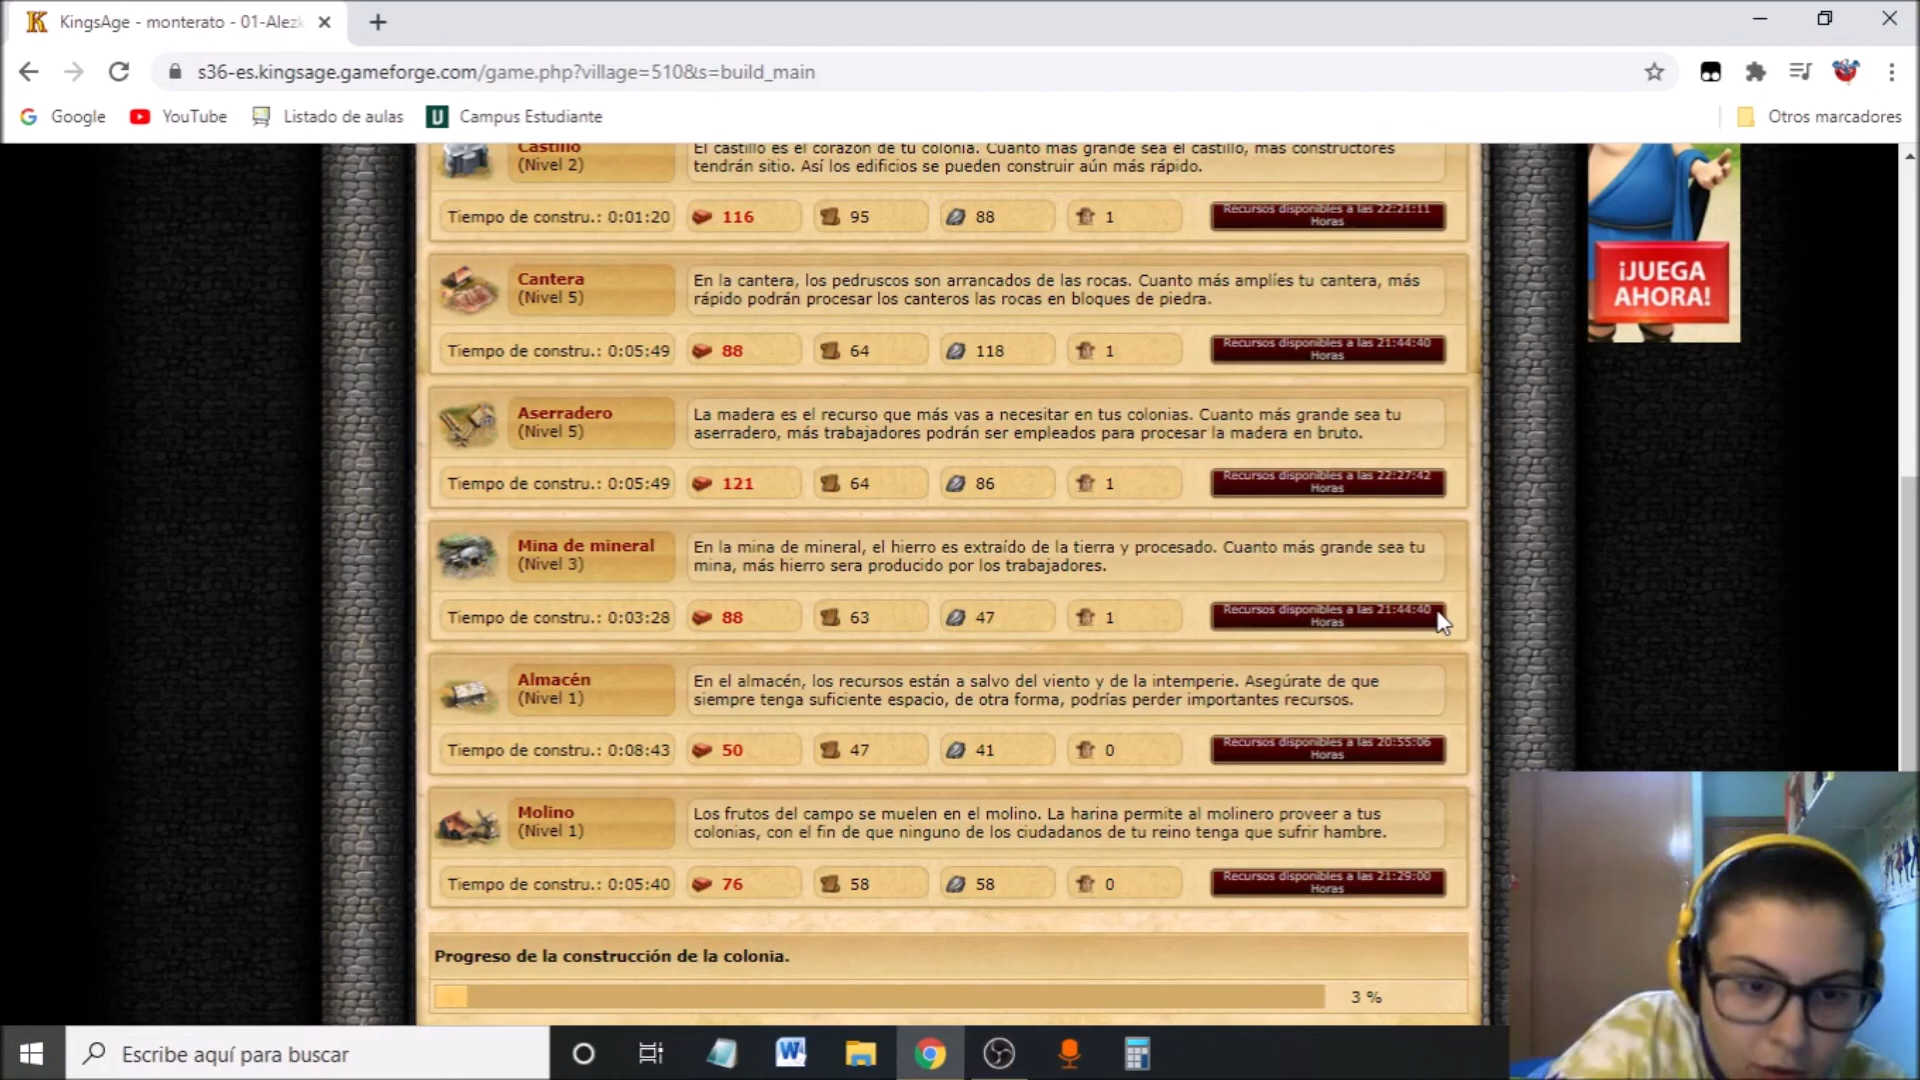 KingsAge - monterato - 01-Alezk
s36-es.kingsage.gameforge.com/game.php?village=510&s=build_main
Google YouTube Listado de aulas Campus Estudiante Otros marcadores
Castillo
(Nivel 2)
El castillo es el corazón de tu colonia. Cuanto más grande sea el castillo, más constructores
tendrán sitio. Así los edificios se pueden construir aún más rápido.
Tiempo de constru.: 0:01:20 116 95 88 1
Recursos disponibles a las 22:21:11
Horas
Cantera
(Nivel 5)
En la cantera, los pedruscos son arrancados de las rocas. Cuanto más amplíes tu cantera, más
rápido podrán procesar los canteros las rocas en bloques de piedra.
Tiempo de constru.: 0:05:49 88 64 118 1
Recursos disponibles a las 21:44:40
Horas
Aserradero
(Nivel 5)
La madera es el recurso que más vas a necesitar en tus colonias. Cuanto más grande sea tu
aserradero, más trabajadores podrán ser empleados para procesar la madera en bruto.
Tiempo de constru.: 0:05:49 121 64 86 1
Recursos disponibles a las 22:27:42
Horas
Mina de mineral
(Nivel 3)
En la mina de mineral, el hierro es extraído de la tierra y procesado. Cuanto más grande sea tu
mina, más hierro sera producido por los trabajadores.
Tiempo de constru.: 0:03:28 88 63 47 1
Recursos disponibles a las 21:44:40
Horas
Almacén
(Nivel 1)
En el almacén, los recursos están a salvo del viento y de la intemperie. Asegúrate de que
siempre tenga suficiente espacio, de otra forma, podrías perder importantes recursos.
Tiempo de constru.: 0:08:43 50 47 41 0
Recursos disponibles a las 20:55:06
Horas
Molino
(Nivel 1)
Los frutos del campo se muelen en el molino. La harina permite al molinero proveer a tus
colonias, con el fin de que ninguno de los ciudadanos de tu reino tenga que sufrir hambre.
Tiempo de constru.: 0:05:40 76 58 58 0
Recursos disponibles a las 21:29:00
Horas
Progreso de la construcción de la colonia.
3 %
¡JUEGA
AHORA!
Escribe aquí para buscar